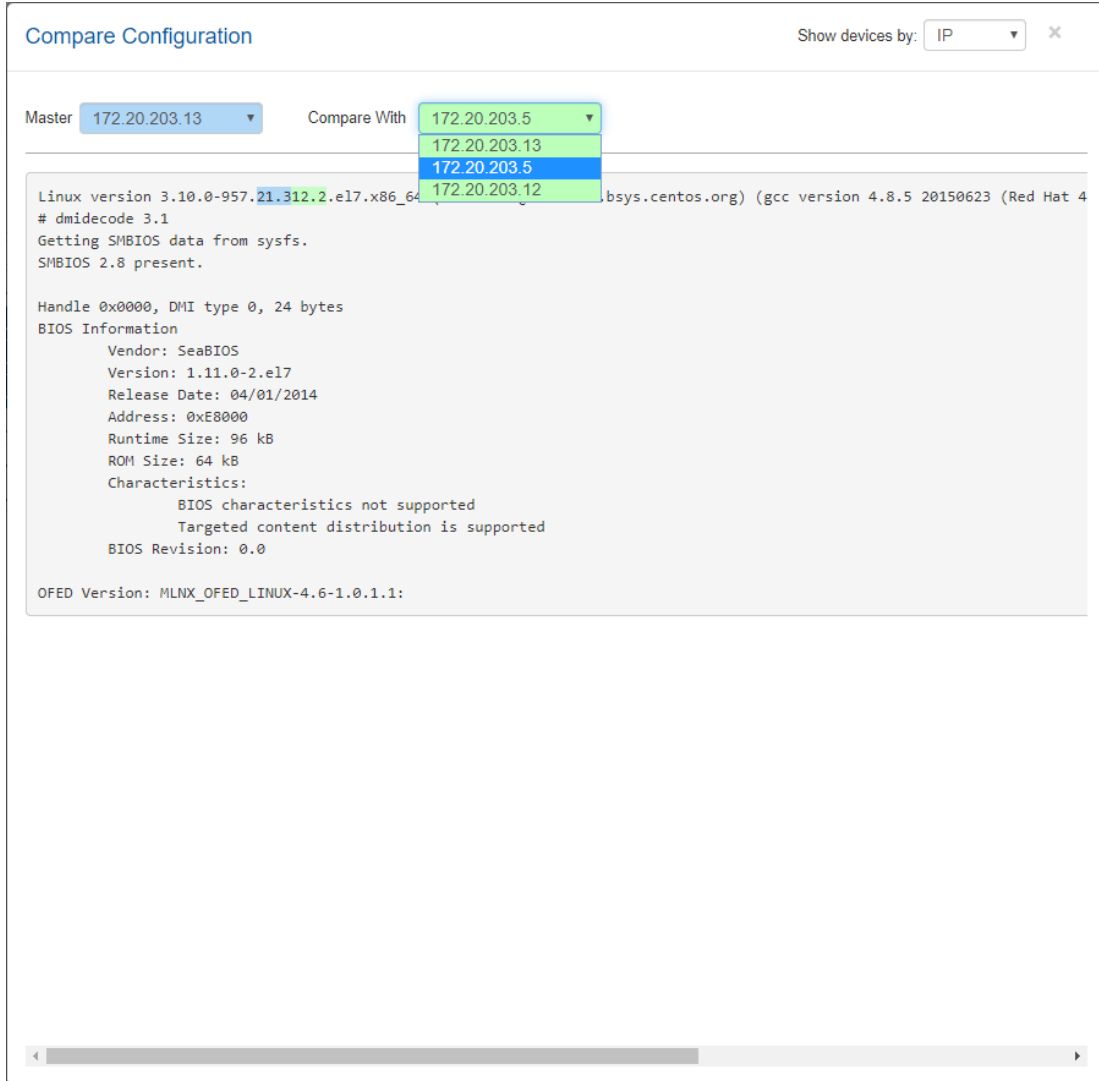 Compare Configuration Show devices by: IP
Master 172.20.203.13 Compare With 172.20.203.5
172.20.203.13
172.20.203.5
172.20.203.12
Linux version 3.10.0-957.21.312.2.el7.x86_64 .bsys.centos.org) (gcc version 4.8.5 20150623 (Red Hat 4
# dmidecode 3.1
Getting SMBIOS data from sysfs.
SMBIOS 2.8 present.
Handle 0x0000, DMI type 0, 24 bytes
BIOS Information
Vendor: SeaBIOS
Version: 1.11.0-2.el7
Release Date: 04/01/2014
Address: 0xE8000
Runtime Size: 96 kB
ROM Size: 64 kB
Characteristics:
BIOS characteristics not supported
Targeted content distribution is supported
BIOS Revision: 0.0
OFED Version: MLNX_OFED_LINUX-4.6-1.0.1.1: